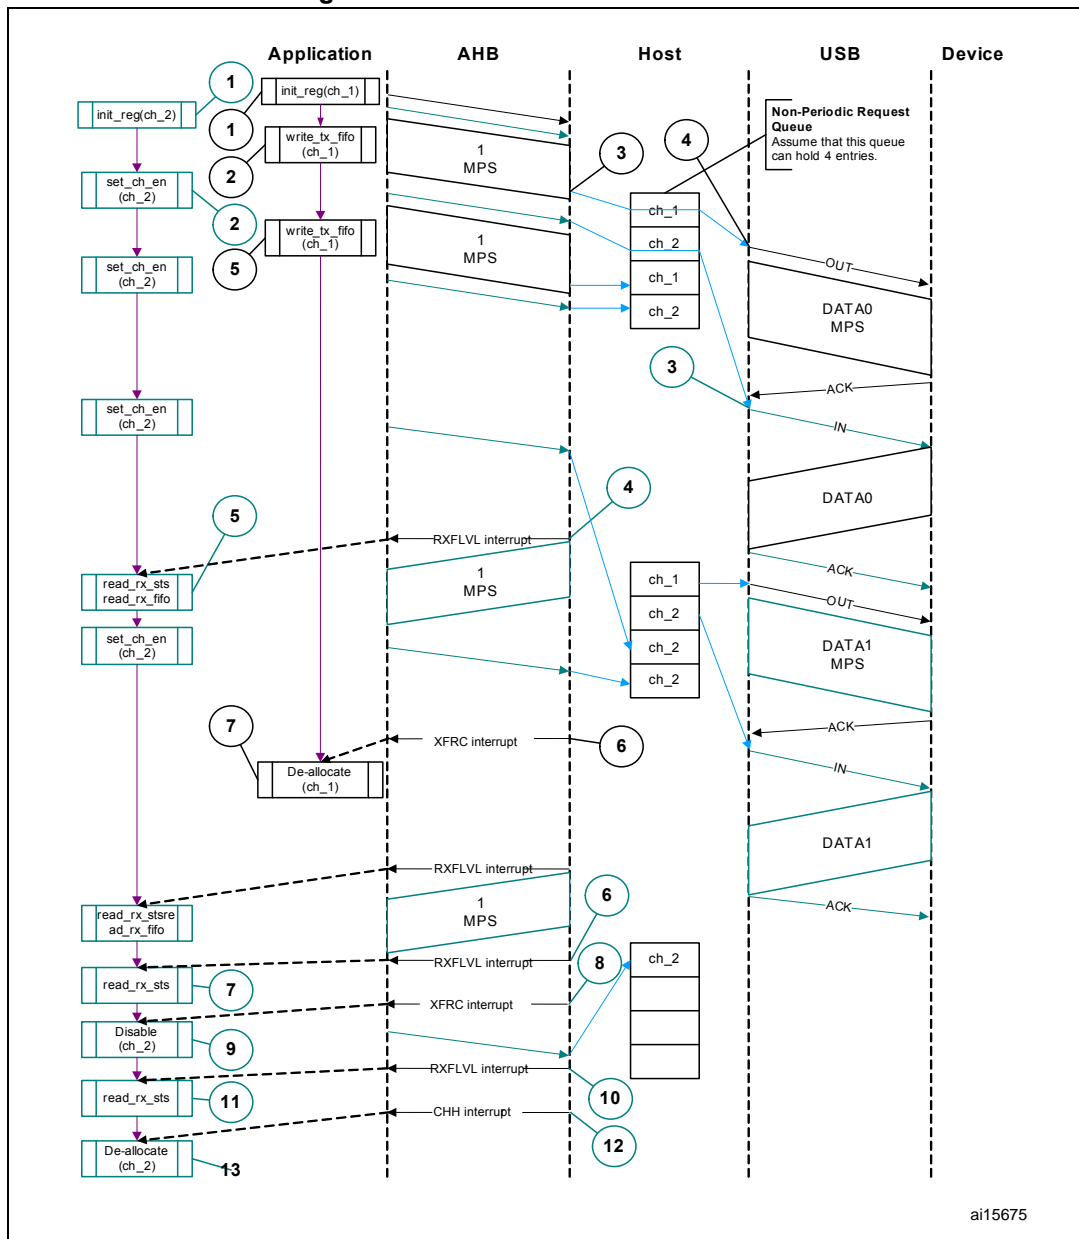 g
Application
AHB
Host
USB
Device
1
init_reg(ch_1)
init_reg(ch_2)
1
Non-Periodic Request
Queue
Assume that this queue
can hold 4 entries.
write_tx_fifo
(ch_1)
2
1
MPS
3
4
set_ch_en
(ch_2)
2
ch_1
ch_2
ch_1
ch_2
write_tx_fifo
(ch_1)
5
1
MPS
set_ch_en
(ch_2)
OUT
DATA0
MPS
3
ACK
set_ch_en
(ch_2)
IN
4
DATA0
5
RXFLVL interrupt
ACK
read_rx_sts
read_rx_fifo
1
MPS
ch_1
ch_2
ch_2
ch_2
OUT
set_ch_en
(ch_2)
DATA1
MPS
7
XFRC interrupt
6
ACK
De-allocate
(ch_1)
IN
DATA1
RXFLVL interrupt
6
read_rx_stsre
ad_rx_fifo
1
MPS
ACK
RXFLVL interrupt
8
ch_2
read_rx_sts
7
XFRC interrupt
Disable
(ch_2)
9
RXFLVL interrupt
10
read_rx_sts
11
CHH interrupt
12
De-allocate
(ch_2)
13
ai15675